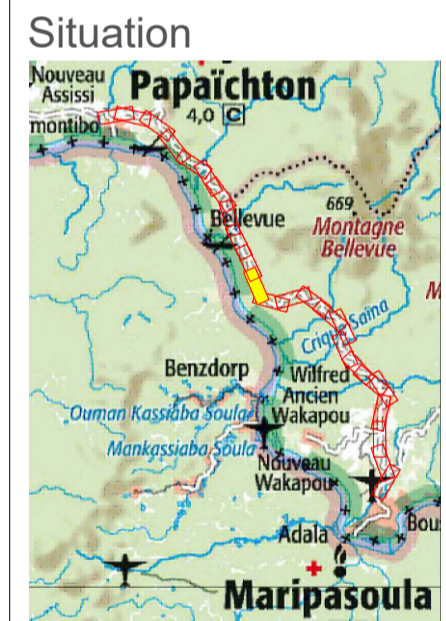 Situation
Nouveau
Assissi
Papaïchton
montibo
4,0 C
Bellevue
669
Montagne
Bellevue
M
Crique Saïna
Benzdorp
Wilfred
Ancien
Wakapou
Ouman Kassiaba Soula
Mankassiaba Soula
Nouveau
Wakapou
Adala
Bous
Maripasoula